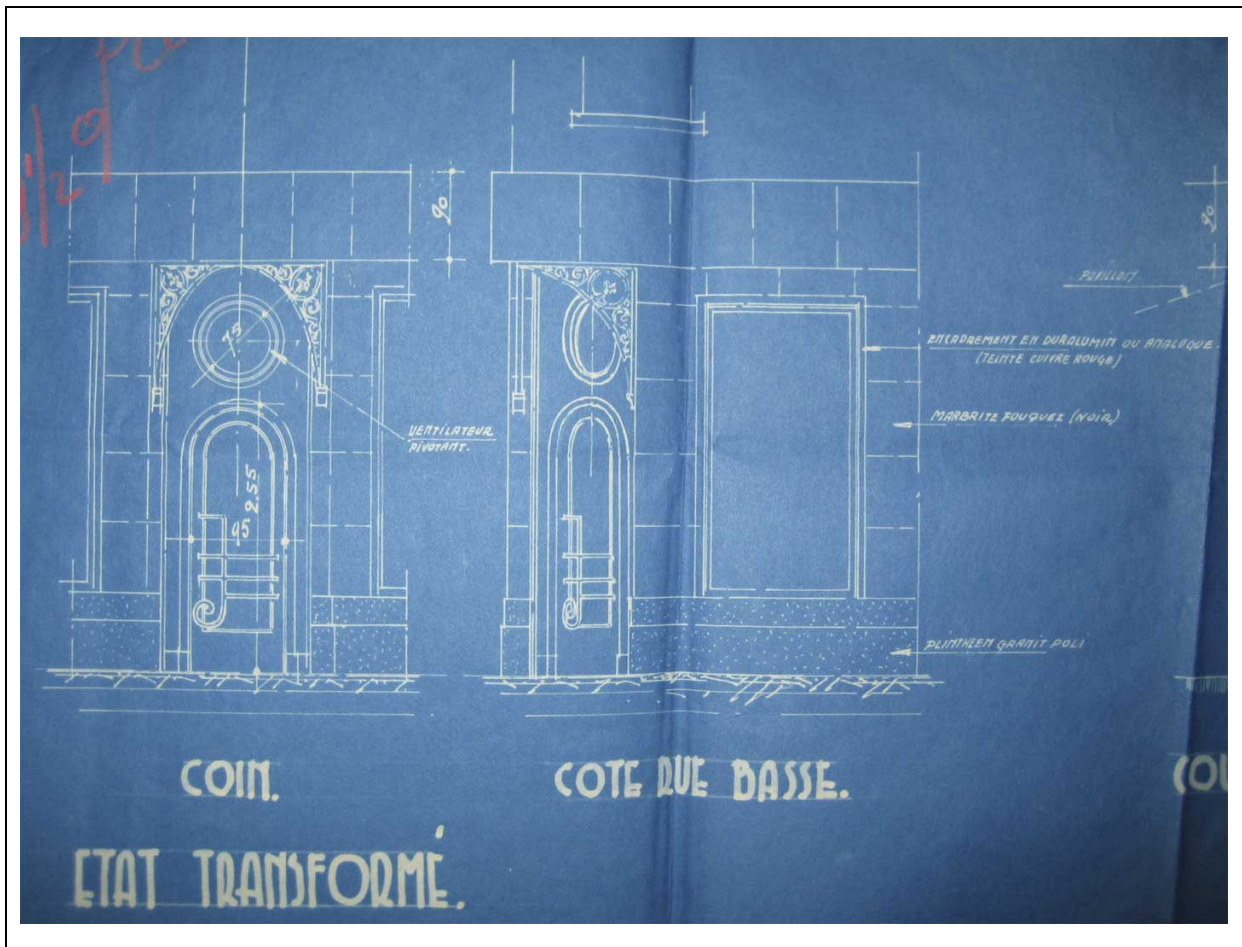 90
90
75
VENTILATEUR
PIVOTANT.
2.55
95
PAVILLON
ENCADREMENT EN DURALUMIN OU ANALOGUE.
(TEINTE CUIVRE ROUGE)
MARBRITE FOUQUEZ (NOIR)
PLINTHE EN GRANIT POLI
COIN.
COTE RUE BASSE.
COU
ETAT TRANSFORMÉ.